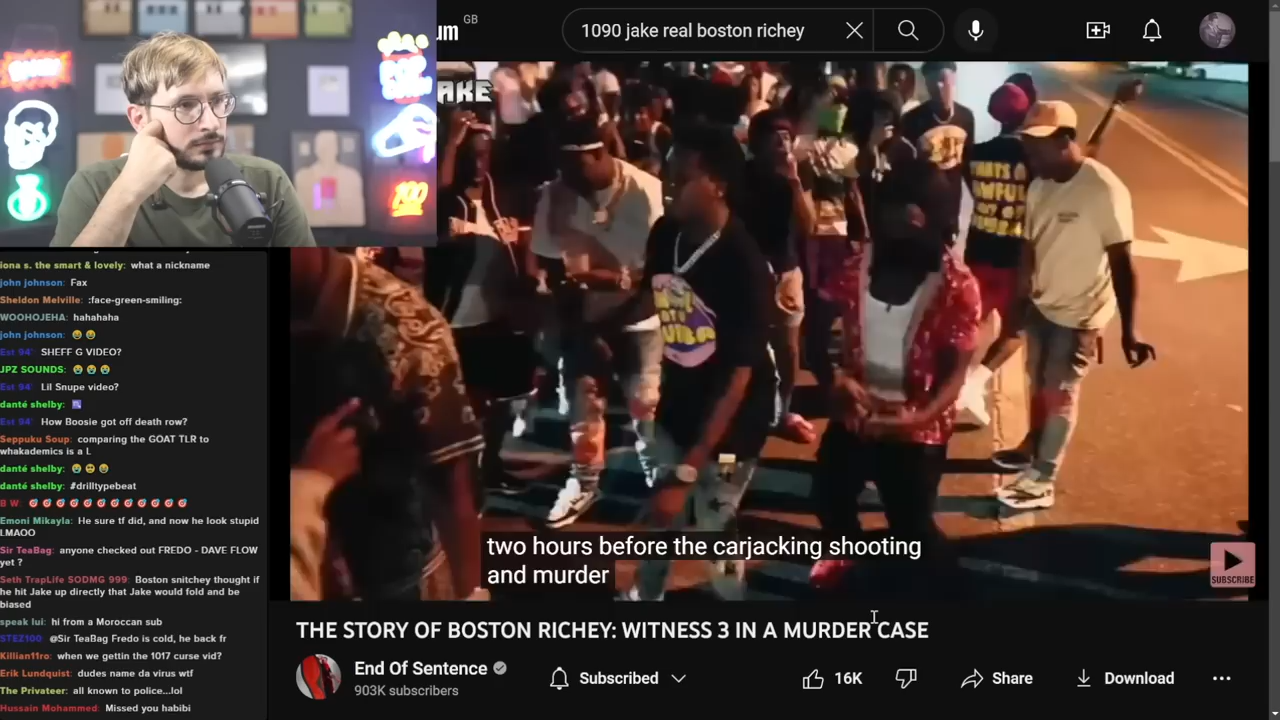 um GB
1090 jake real boston richey
AKE
100
THATS A
AWFUL
two hours before the carjacking shooting
and murder
SUBSCRIBE
iona s. the smart & lovely: what a nickname
john johnson: Fax
Sheldon Melville: :face-green-smiling:
WOOHOJEHA: hahahaha
john johnson:
Est 94' SHEFF G VIDEO?
JPZ SOUNDS:
Est 94' Lil Snupe video?
danté shelby:
Est 94' How Boosie got off death row?
Seppuku Soup: comparing the GOAT TLR to
whakademics is a L
danté shelby:
danté shelby: #drilltypebeat
B W:
Emoni Mikayla: He sure tf did, and now he look stupid
LMAOO
Sir TeaBag: anyone checked out FREDO - DAVE FLOW
yet ?
Seth TrapLife SODMG 999: Boston snitchey thought if
he hit Jake up directly that Jake would fold and be
biased
speak lui: hi from a Moroccan sub
STEZ100: @Sir TeaBag Fredo is cold, he back fr
Killian11ro: when we gettin the 1017 curse vid?
Erik Lundquist: dudes name da virus wtf
The Privateer: all known to police...lol
Hussain Mohammed: Missed you habibi
THE STORY OF BOSTON RICHEY: WITNESS 3 IN A MURDER CASE
End Of Sentence
903K subscribers
Subscribed
16K
Share
Download